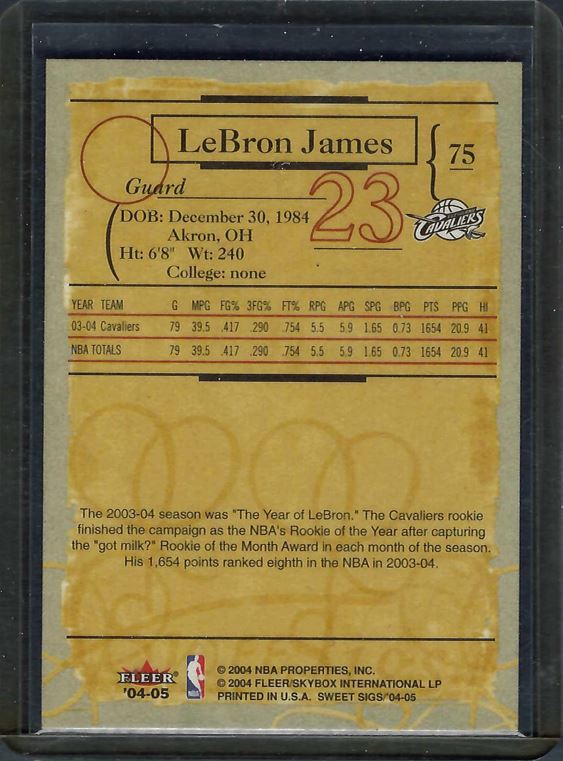 LeBron James
75
Guard
23
DOB: December 30, 1984
Akron, OH
CAVALIERS
Ht: 6'8" Wt: 240
College: none
YEAR TEAM G MPG FG% 3FG% FT% RPG APG SPG BPG PTS PPG HI
03-04 Cavaliers 79 39.5 .417 .290 .754 5.5 5.9 1.65 0.73 1654 20.9 41
NBA TOTALS 79 39.5 .417 .290 .754 5.5 5.9 1.65 0.73 1654 20.9 41
The 2003-04 season was "The Year of LeBron." The Cavaliers rookie
finished the campaign as the NBA's Rookie of the Year after capturing
the "got milk?" Rookie of the Month Award in each month of the season.
His 1,654 points ranked eighth in the NBA in 2003-04.
FLEER
'04-05
© 2004 NBA PROPERTIES, INC.
© 2004 FLEER/SKYBOX INTERNATIONAL LP
PRINTED IN U.S.A. SWEET SIGS/'04-05